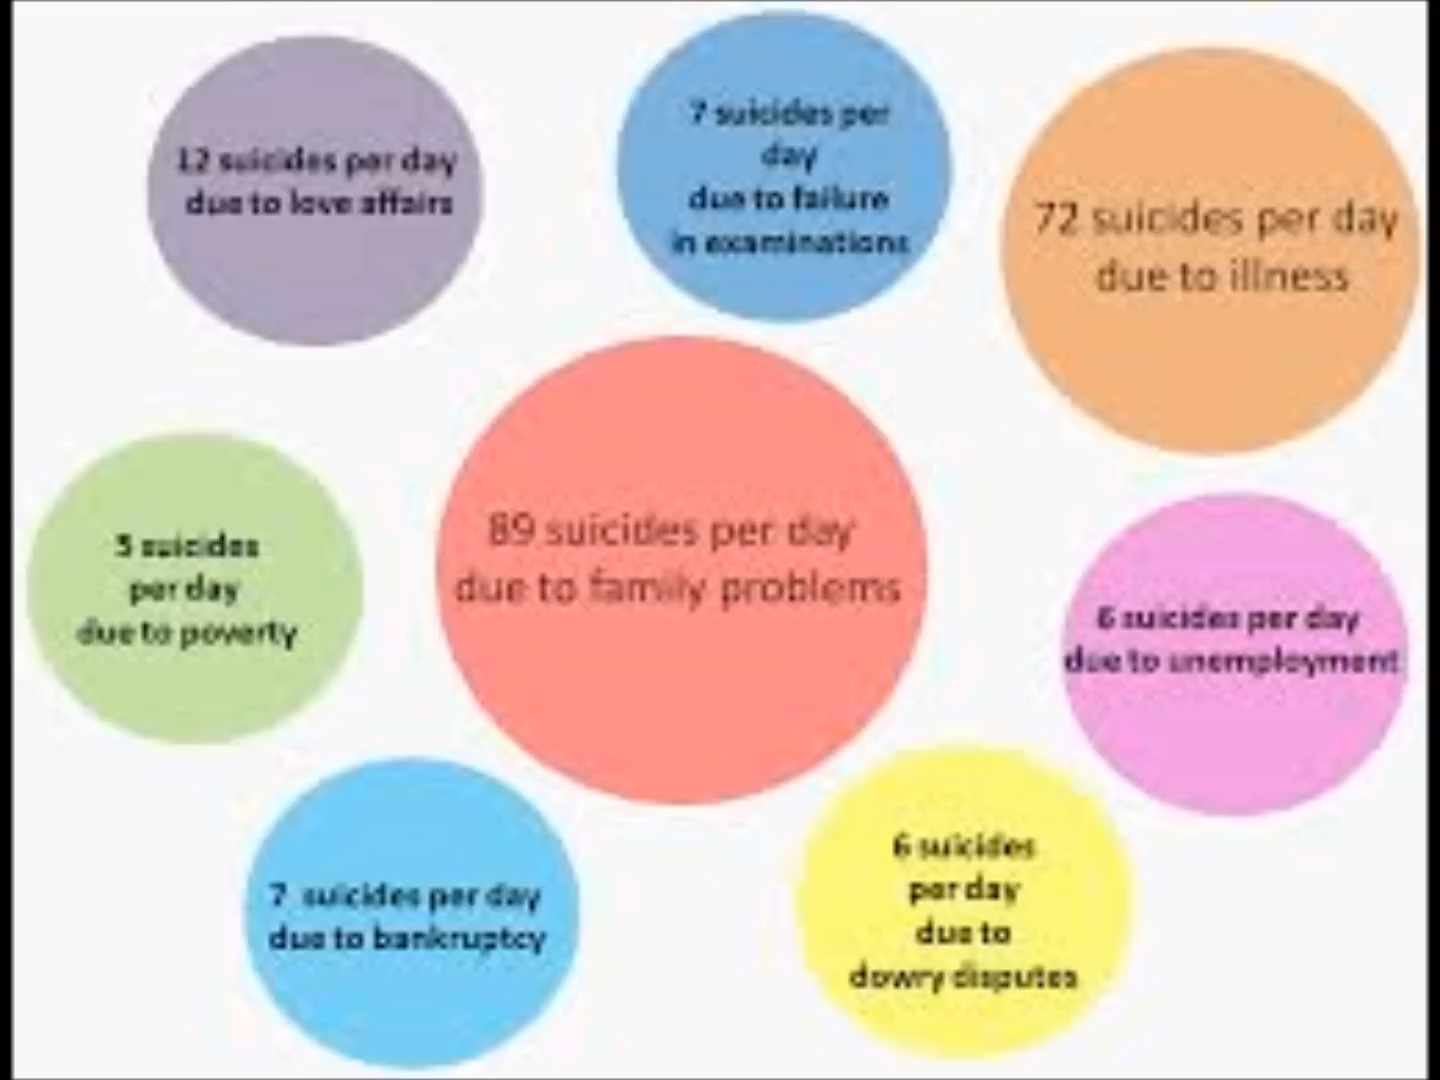 12 suicides per day
due to love affairs
7 suicides per
day
due to failure
in examinations
72 suicides per day
due to illness
89 suicides per day
due to family problems
suicides
per day
due to poverty
6 suicides per day
due to unemployment
7 suicides per day
due to bankruptcy
6 suicides
per day
due to
dowry disputes